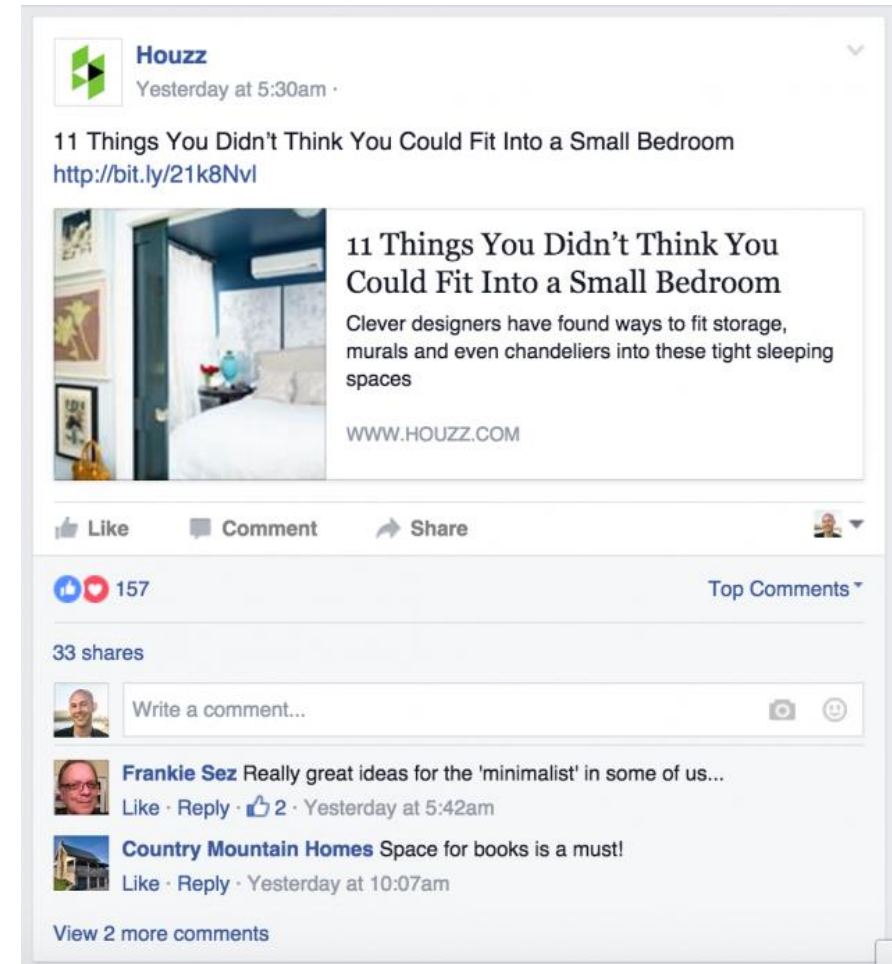 Houzz
Yesterday at 5:30am ·
11 Things You Didn't Think You Could Fit Into a Small Bedroom
http://bit.ly/21k8Nvl
11 Things You Didn't Think You
Could Fit Into a Small Bedroom
Clever designers have found ways to fit storage,
murals and even chandeliers into these tight sleeping
spaces
WWW.HOUZZ.COM
Like Comment Share
157 Top Comments
33 shares
Write a comment...
Frankie Sez Really great ideas for the 'minimalist' in some of us...
Like · Reply · 2 · Yesterday at 5:42am
Country Mountain Homes Space for books is a must!
Like · Reply · Yesterday at 10:07am
View 2 more comments